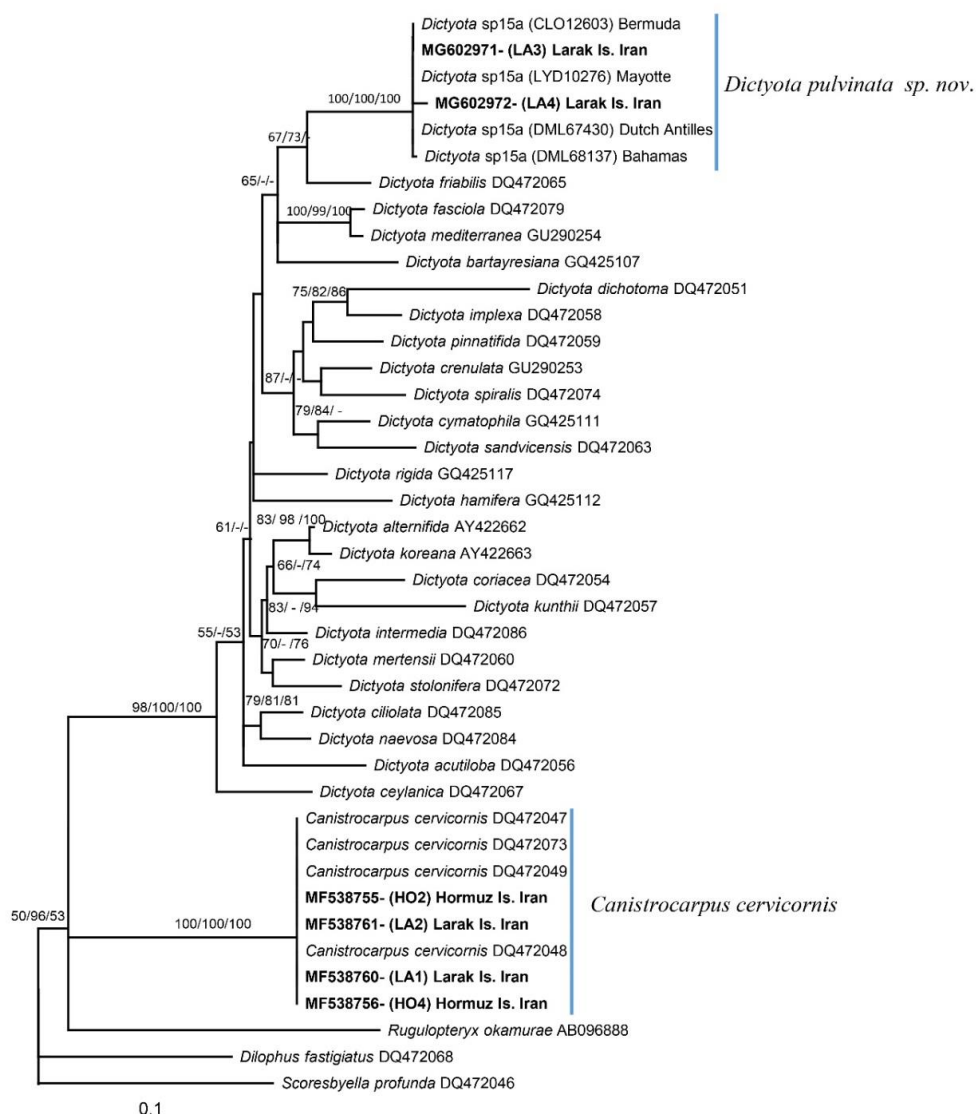 Dictyota sp15a (CLO12603) Bermuda
MG602971- (LA3) Larak Is. Iran
Dictyota sp15a (LYD10276) Mayotte
Dictyota pulvinata sp. nov.
100/100/100
MG602972- (LA4) Larak Is. Iran
Dictyota sp15a (DML67430) Dutch Antilles
67/73/-
Dictyota sp15a (DML68137) Bahamas
65/-/-
Dictyota friabilis DQ472065
100/99/100
Dictyota fasciola DQ472079
Dictyota mediterranea GU290254
Dictyota bartayresiana GQ425107
75/82/86
Dictyota dichotoma DQ472051
Dictyota implexa DQ472058
Dictyota pinnatifida DQ472059
87/-/-
Dictyota crenulata GU290253
Dictyota spiralis DQ472074
79/84/ -
Dictyota cymatophila GQ425111
Dictyota sandvicensis DQ472063
Dictyota rigida GQ425117
Dictyota hamifera GQ425112
61/-/-
83/ 98 /100
Dictyota alternifida AY422662
Dictyota koreana AY422663
66/-/74
Dictyota coriacea DQ472054
83/ - /94
Dictyota kunthii DQ472057
55/-/53
Dictyota intermedia DQ472086
70/- /76
Dictyota mertensii DQ472060
Dictyota stolonifera DQ472072
98/100/100
79/81/81
Dictyota ciliolata DQ472085
Dictyota naevosa DQ472084
Dictyota acutiloba DQ472056
Dictyota ceylanica DQ472067
Canistrocarpus cervicornis DQ472047
Canistrocarpus cervicornis DQ472073
Canistrocarpus cervicornis DQ472049
MF538755- (HO2) Hormuz Is. Iran
Canistrocarpus cervicornis
50/96/53
100/100/100
MF538761- (LA2) Larak Is. Iran
Canistrocarpus cervicornis DQ472048
MF538760- (LA1) Larak Is. Iran
MF538756- (HO4) Hormuz Is. Iran
Rugulopteryx okamurae AB096888
Dilophus fastigiatus DQ472068
Scoresbyella profunda DQ472046
0.1